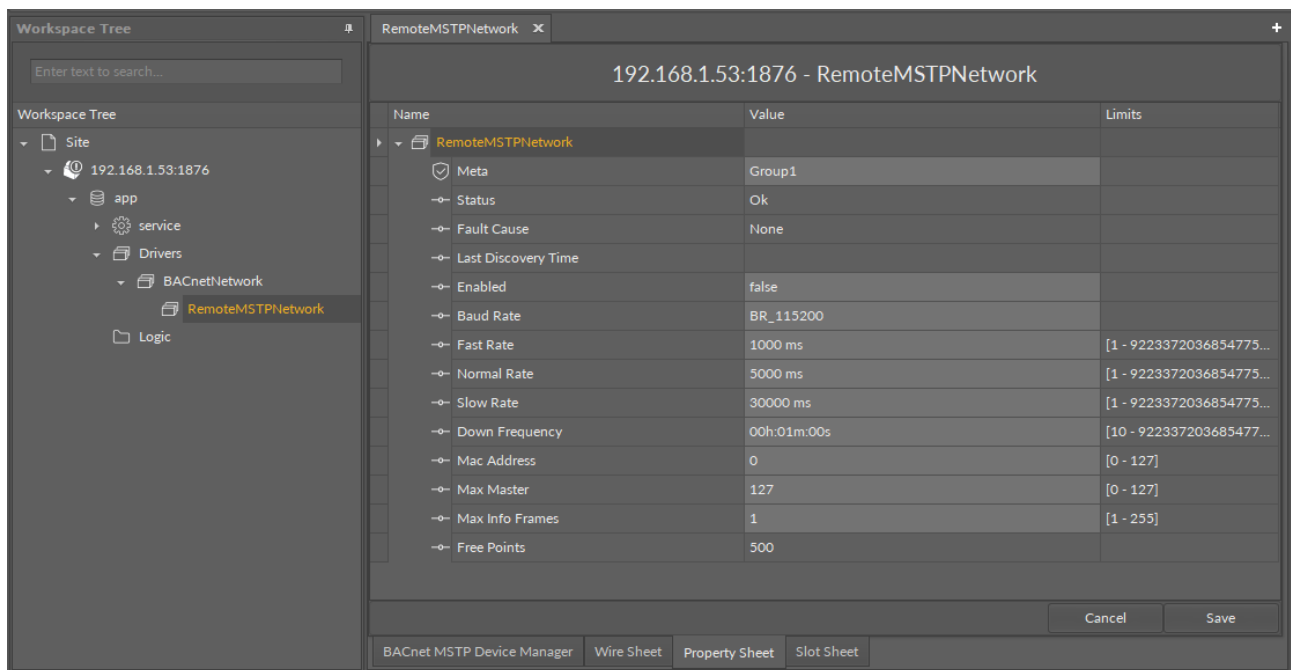 Workspace Tree
Enter text to search...
Workspace Tree
Site
192.168.1.53:1876
app
service
Drivers
BACnetNetwork
RemoteMSTPNetwork
Logic
RemoteMSTPNetwork x +
192.168.1.53:1876 - RemoteMSTPNetwork
Name Value Limits
RemoteMSTPNetwork
Meta Group1
Status Ok
Fault Cause None
Last Discovery Time
Enabled false
Baud Rate BR_115200
Fast Rate 1000 ms [1 - 9223372036854775...
Normal Rate 5000 ms [1 - 9223372036854775...
Slow Rate 30000 ms [1 - 9223372036854775...
Down Frequency 00h:01m:00s [10 - 922337203685477...
Mac Address 0 [0 - 127]
Max Master 127 [0 - 127]
Max Info Frames 1 [1 - 255]
Free Points 500
Cancel Save
BACnet MSTP Device Manager Wire Sheet Property Sheet Slot Sheet